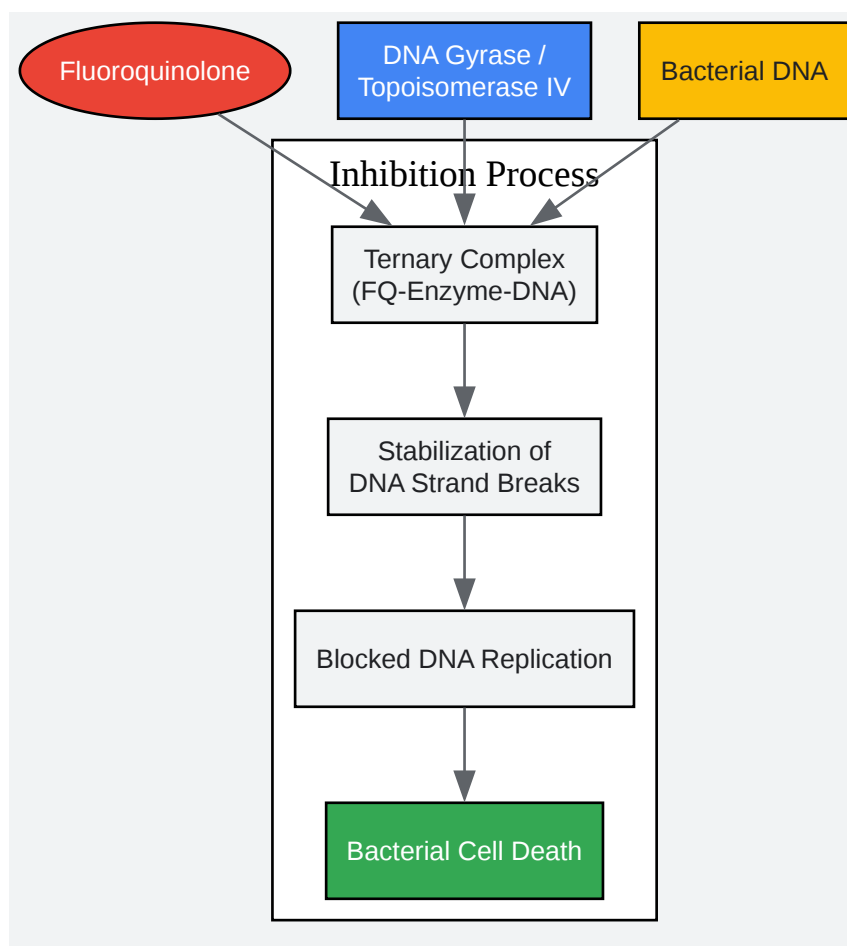 Fluoroquinolone
DNA Gyrase /
Topoisomerase IV
Bacterial DNA
Inhibition Process
Ternary Complex
(FQ-Enzyme-DNA)
Stabilization of
DNA Strand Breaks
Blocked DNA Replication
Bacterial Cell Death